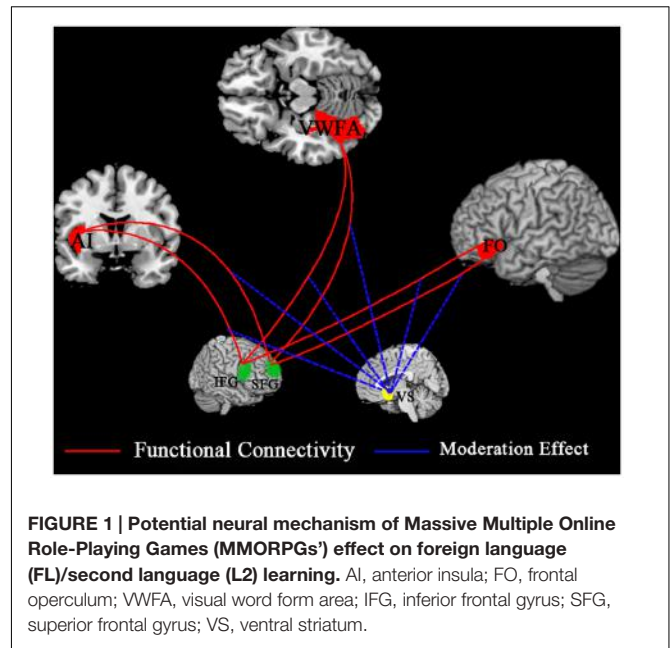 VWFA
AI
FO
IFG SFG
VS
Functional Connectivity Moderation Effect
FIGURE 1 | Potential neural mechanism of Massive Multiple Online
Role-Playing Games (MMORPGs') effect on foreign language
(FL)/second language (L2) learning. AI, anterior insula; FO, frontal
operculum; VWFA, visual word form area; IFG, inferior frontal gyrus; SFG,
superior frontal gyrus; VS, ventral striatum.